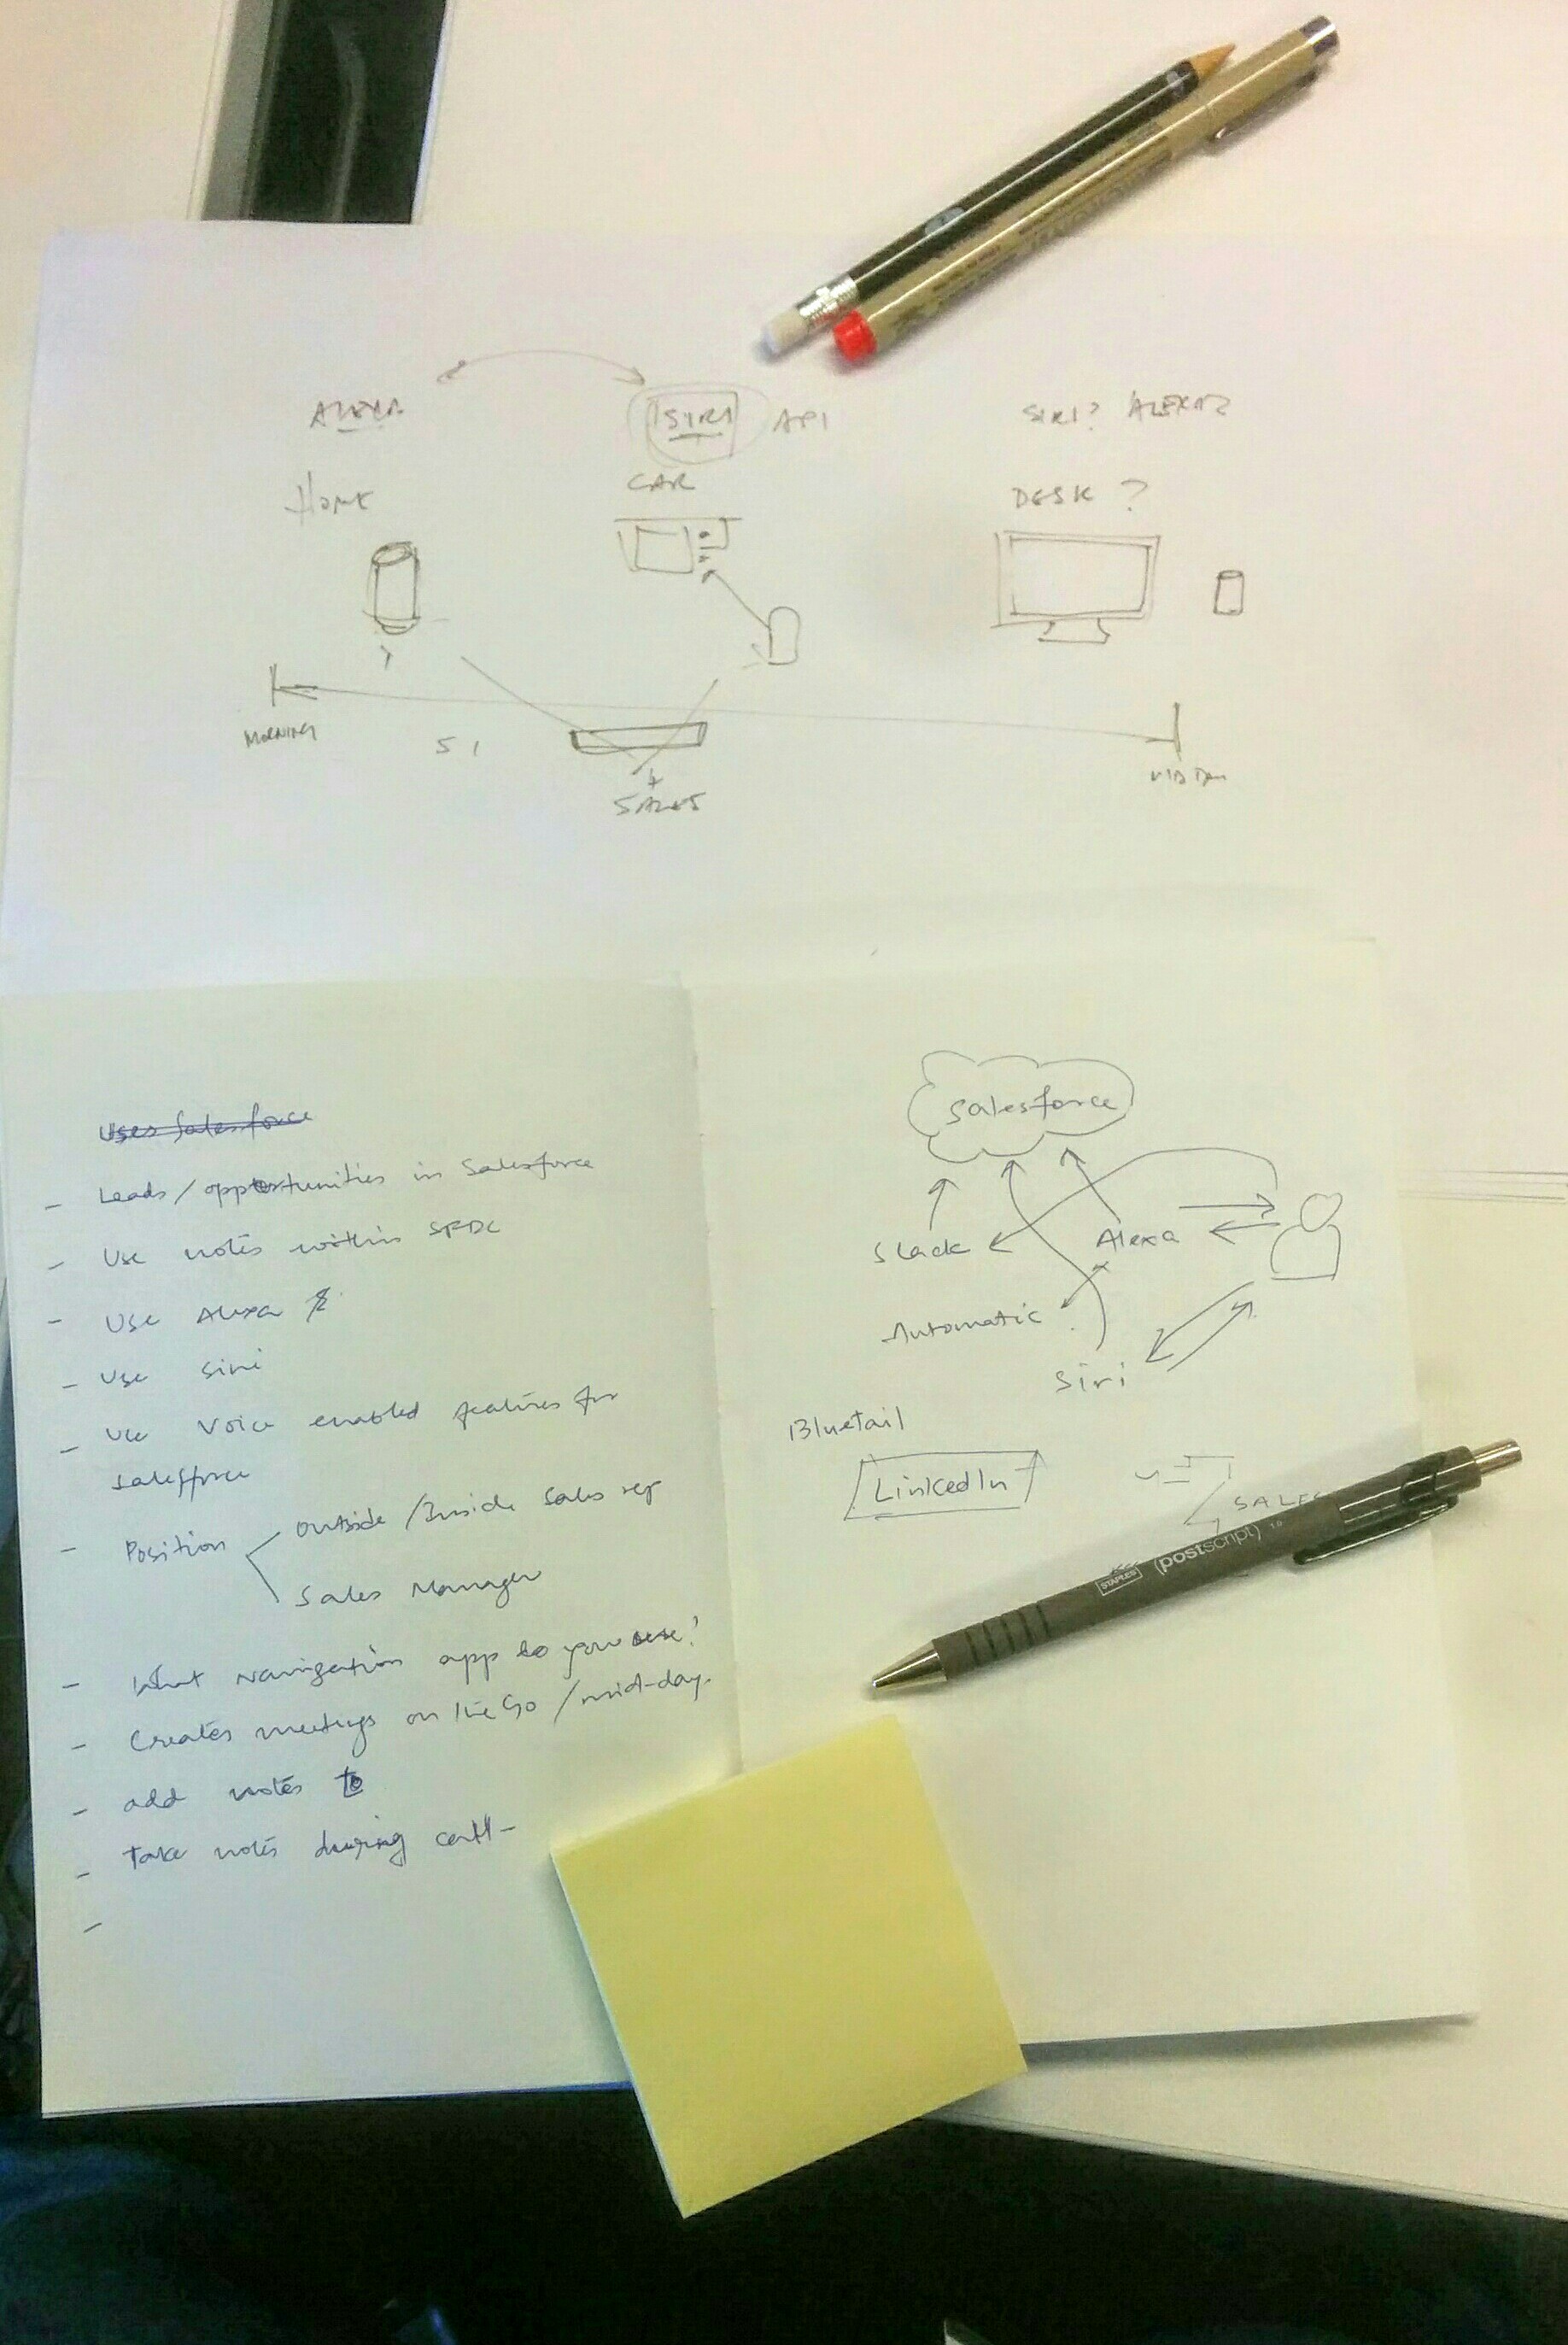 ALEXA
SIRI API
SIRI? ALEXA?
HOME
CAR
DESK ?
MORNING
S1
MID DAY
SALES
Uses Salesforce
- Leads/opportunities in Salesforce
- Use notes within SFDC
- Use Alexa
- Use Siri
- Use Voice enabled features for
Salesforce
- Position
Outside/Inside Sales rep
Sales Manager
- What Navigation app to you use?
- Creates meetings on the Go/mid-day.
- add notes to
- Take notes during call-
-
Salesforce
Slack
Alexa
Automatic
Siri
Bluetail
LinkedIn
SALES
STAPLES (postscript) 1.0